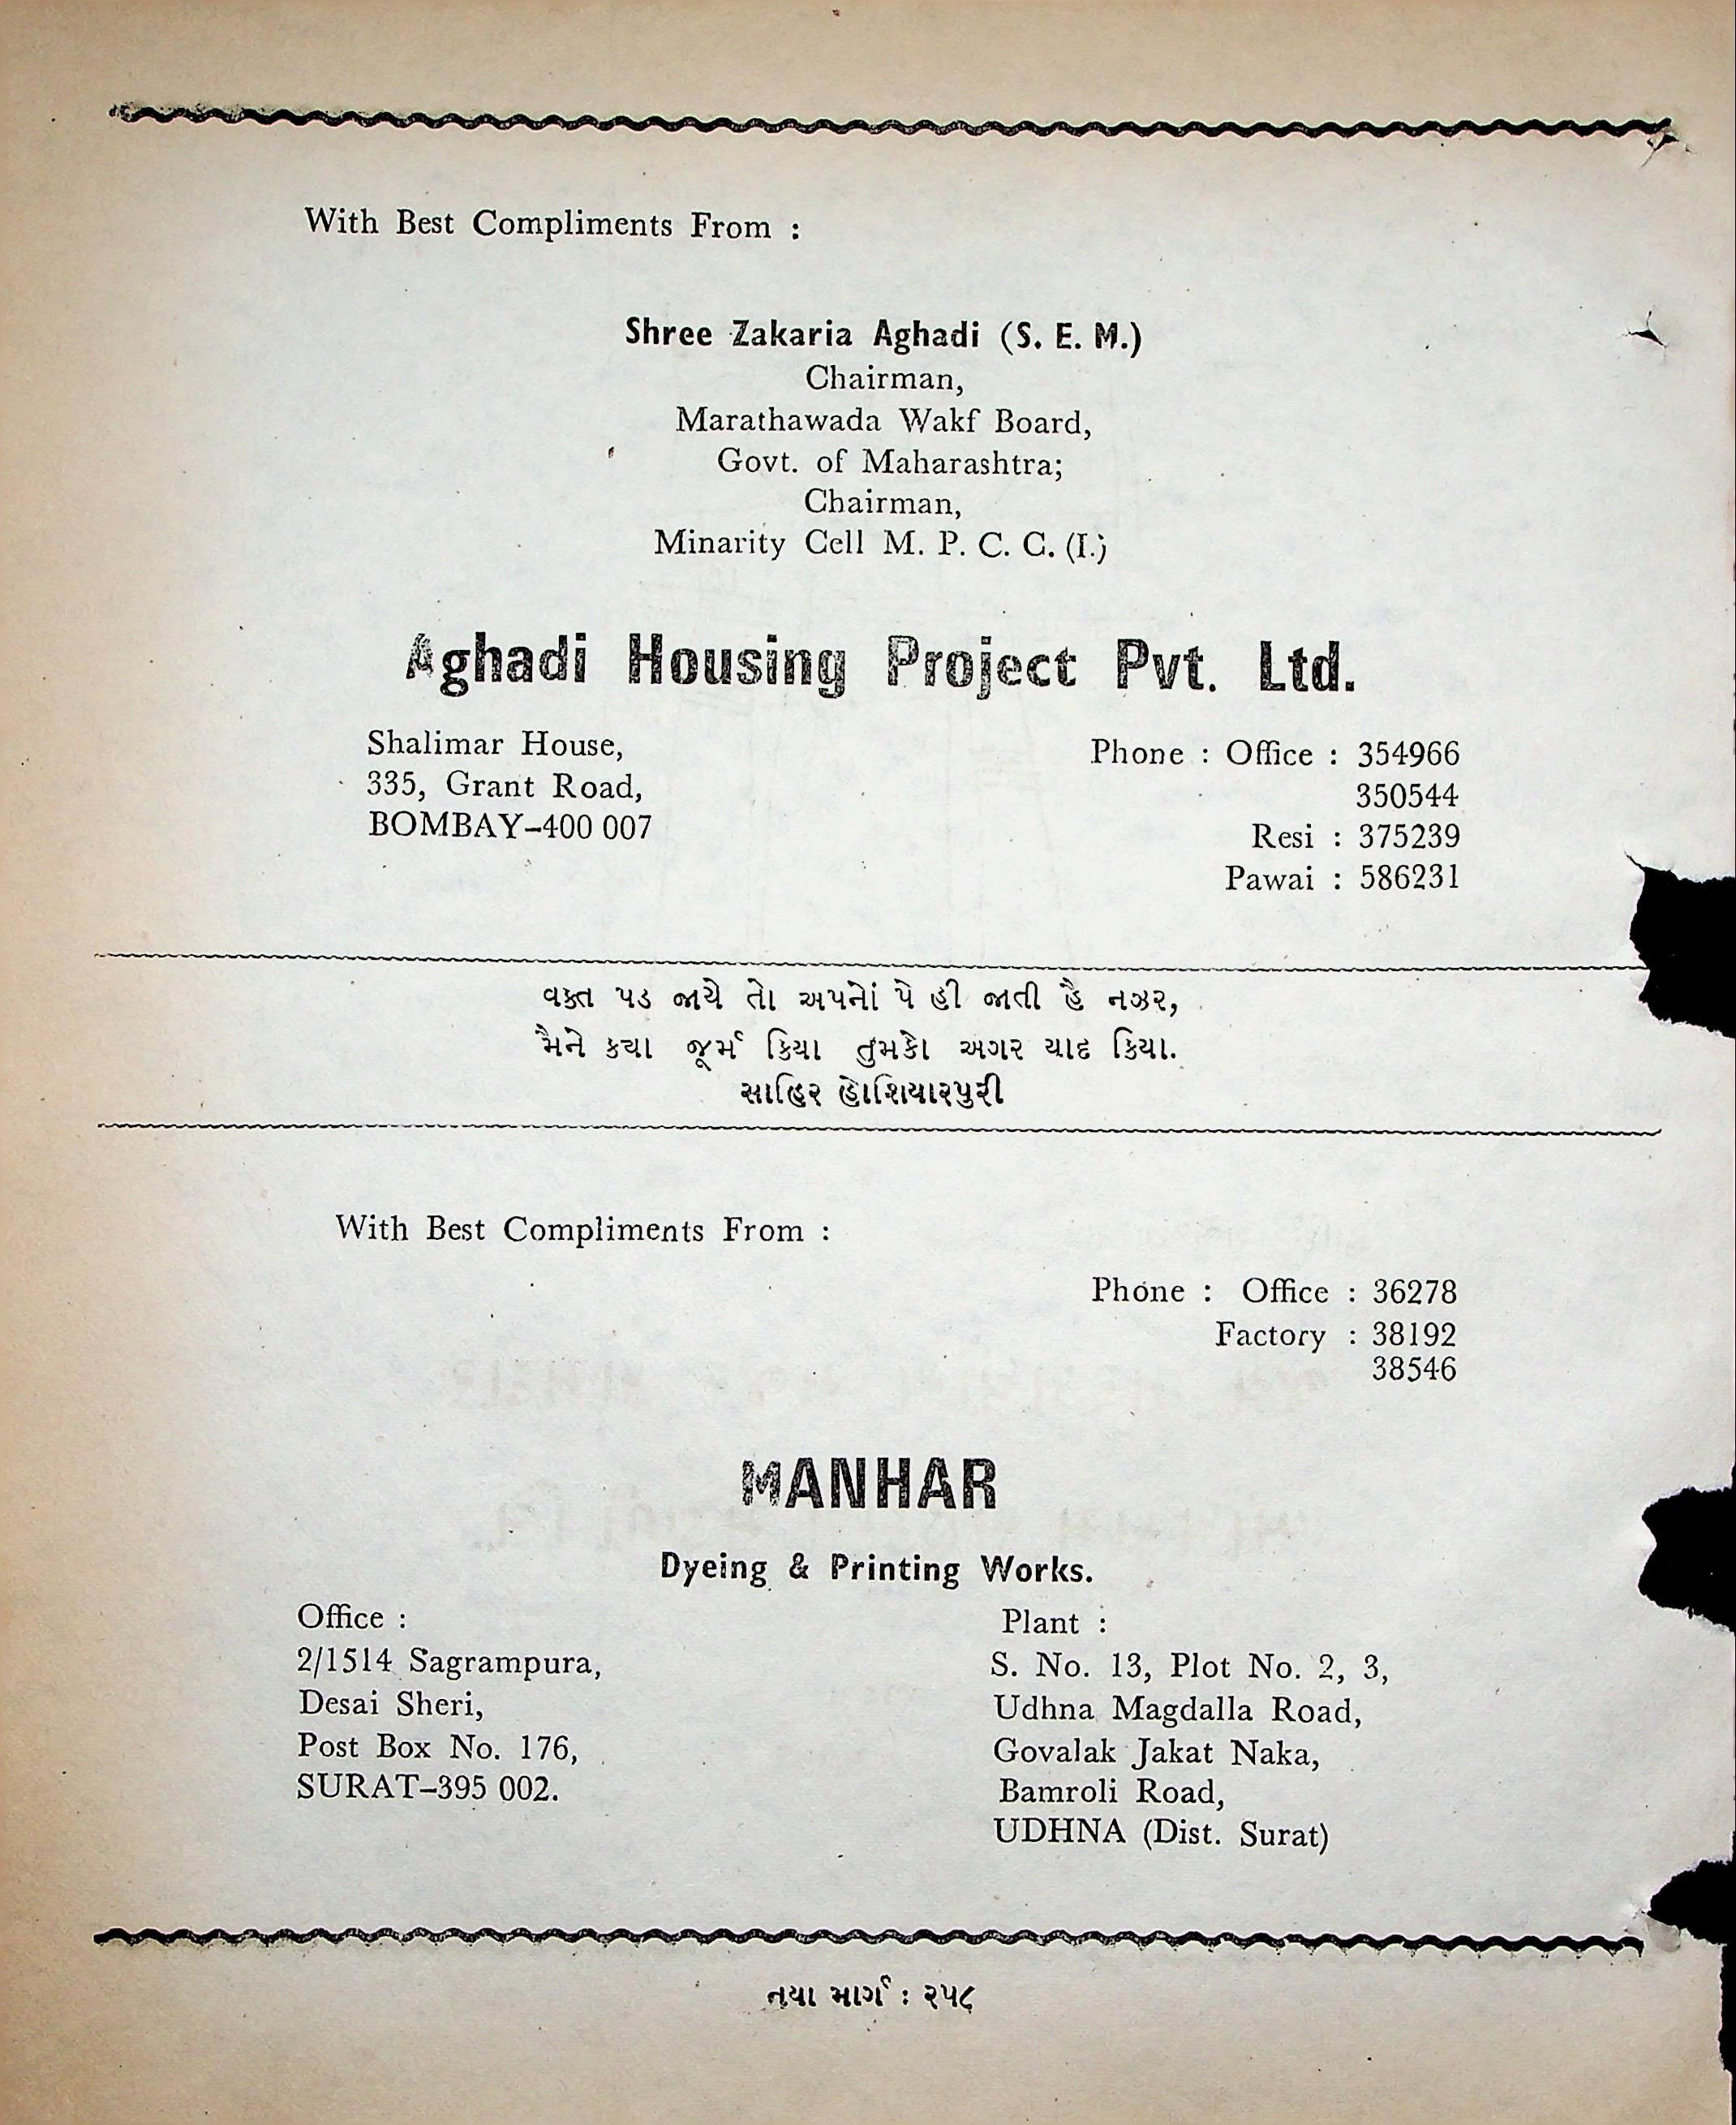 With Best Compliments From :
Shree Zakaria Aghadi (S. E. M.)
Chairman,
Marathawada Wakf Board,
Govt. of Maharashtra;
Chairman,
Minarity Cell M. P. C. C. (I.)
Aghadi Housing Project Pvt. Ltd.
Shalimar House,
335, Grant Road,
BOMBAY–400 007
Phone : Office : 354966
350544
Resi : 375239
Pawai : 586231
વક્ત પડ જાયે તો અપનોં પે હી જાતી હૈ નઝર,
મૈને કયા જૂર્મ કિયા તુમકો અગર યાદ કિયા.
સાહિર હોશિયારપુરી
With Best Compliments From :
Phone : Office : 36278
Factory : 38192
38546
MANHAR
Dyeing & Printing Works.
Office :
2/1514 Sagrampura,
Desai Sheri,
Post Box No. 176,
SURAT–395 002.
Plant :
S. No. 13, Plot No. 2, 3,
Udhna Magdalla Road,
Govalak Jakat Naka,
Bamroli Road,
UDHNA (Dist. Surat)
નયા માર્ગ : ૨૫૮